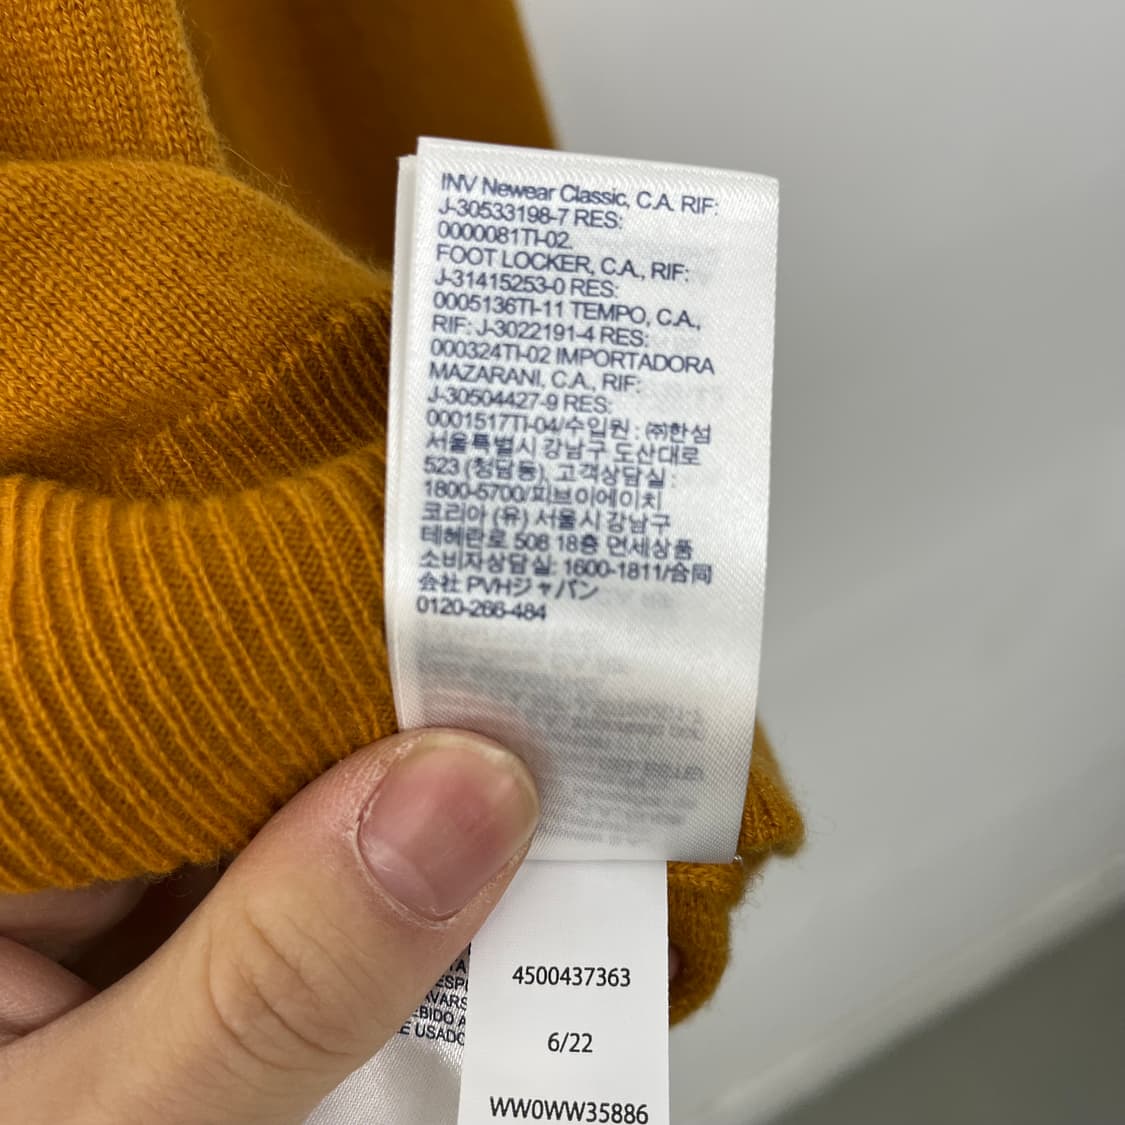 INV Newear Classic, C.A. RIF:
J-30533198-7 RES:
0000081TI-02.
FOOT LOCKER, C.A., RIF:
J-31415253-0 RES:
0005136TI-11 TEMPO, C.A.,
RIF: J-3022191-4 RES:
000324TI-02 IMPORTADORA
MAZARANI, C.A., RIF:
J-30504427-9 RES:
0001517TI-04/수입원 : ㈜한섬
서울특별시 강남구 도산대로
523 (청담동), 고객상담실 :
1800-5700/피브이에이치
코리아 (유) 서울시 강남구
테헤란로 508 18층 면세상품
소비자상담실: 1600-1811/合同
会社 PVHジャパン
0120-266-484
4500437363
6/22
WW0WW35886